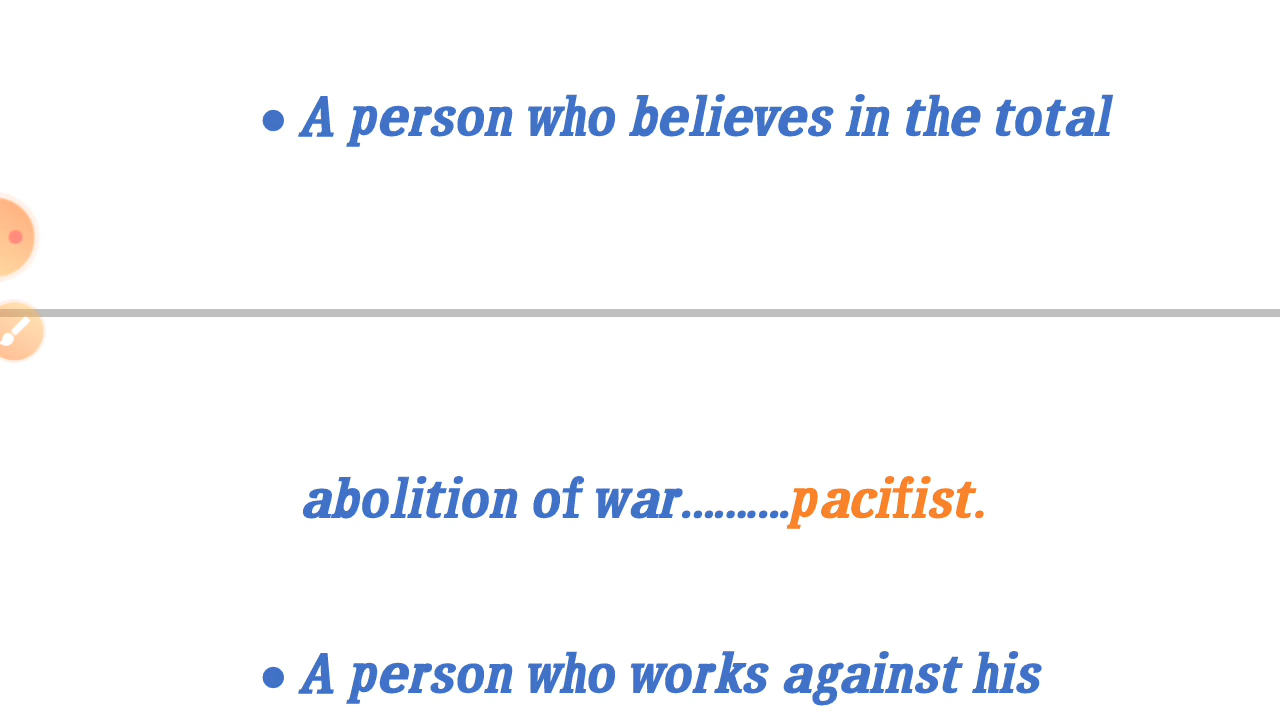 • A person who believes in the total
abolition of war..........pacifist.
• A person who works against his